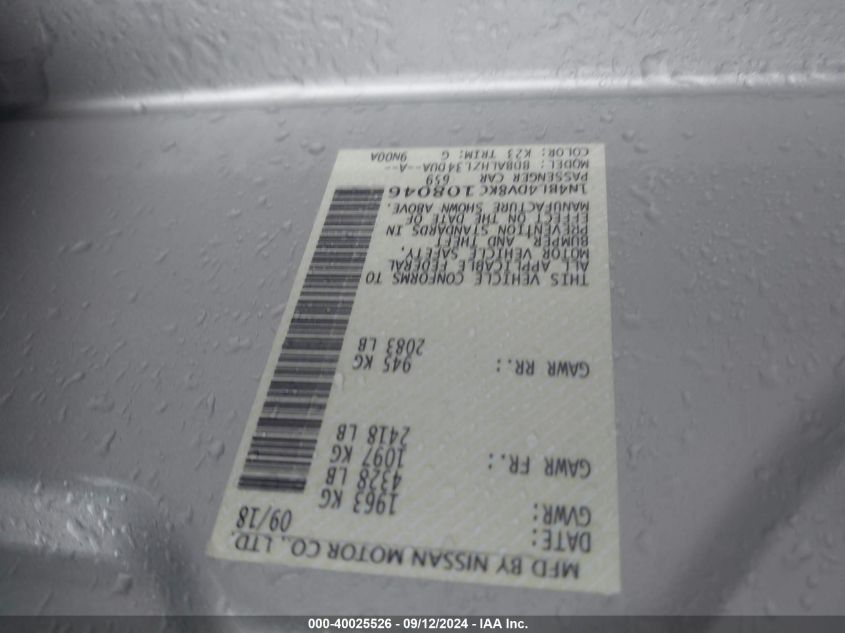 MFD BY NISSAN MOTOR CO., LTD.
DATE: 09/18
GVWR: 1963 KG
4328 LB
GAWR FR.: 1097 KG
2418 LB
GAWR RR.: 945 KG
2083 LB
THIS VEHICLE CONFORMS TO
ALL APPLICABLE FEDERAL
MOTOR VEHICLE SAFETY,
BUMPER, AND THEFT
PREVENTION STANDARDS IN
EFFECT ON THE DATE OF
MANUFACTURE SHOWN ABOVE.
1N4BL4DV8KC108046
PASSENGER CAR 659
MODEL: BDBALHZL34DUA--A--
COLOR: K23 TRIM: G 9N00A
000-40025526 - 09/12/2024 - IAA Inc.